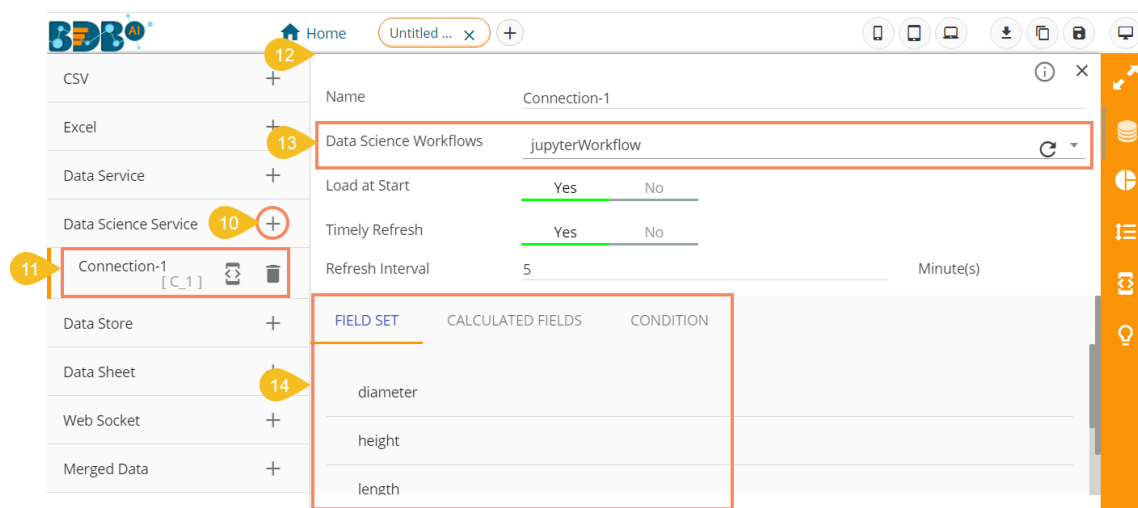 BDB AI
Home
Untitled ... x
12
CSV
Name
Connection-1
Excel
13
Data Science Workflows
jupyterWorkflow
Data Service
Load at Start
Yes
No
Data Science Service
10
Timely Refresh
Yes
No
11
Connection-1
[ C_1 ]
Refresh Interval
5
Minute(s)
Data Store
FIELD SET
CALCULATED FIELDS
CONDITION
Data Sheet
14
diameter
Web Socket
height
Merged Data
length